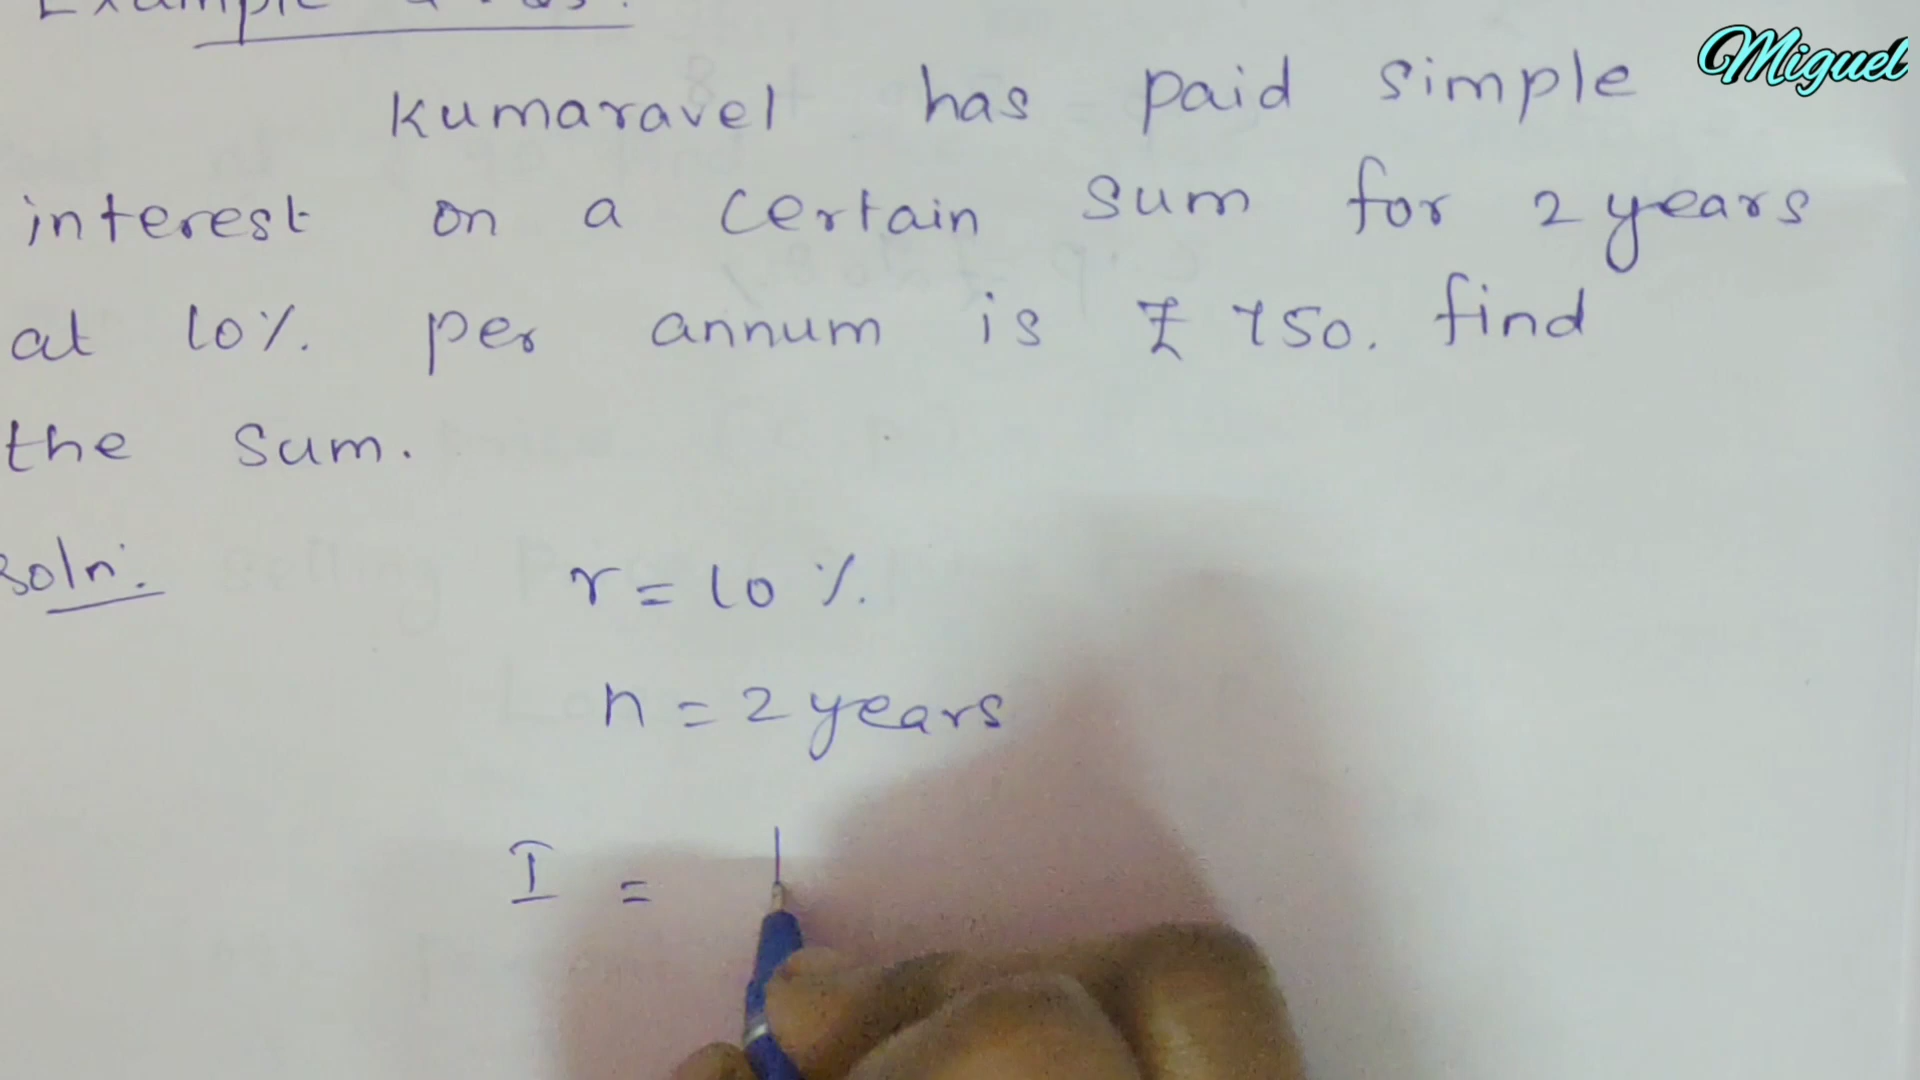 Example
Miguel
Kumaravel has paid simple
interest on a certain sum for 2 years
at 10% per annum is ₹ 750. find
the sum.
Soln:
r = 10 %.
n = 2 years
I =